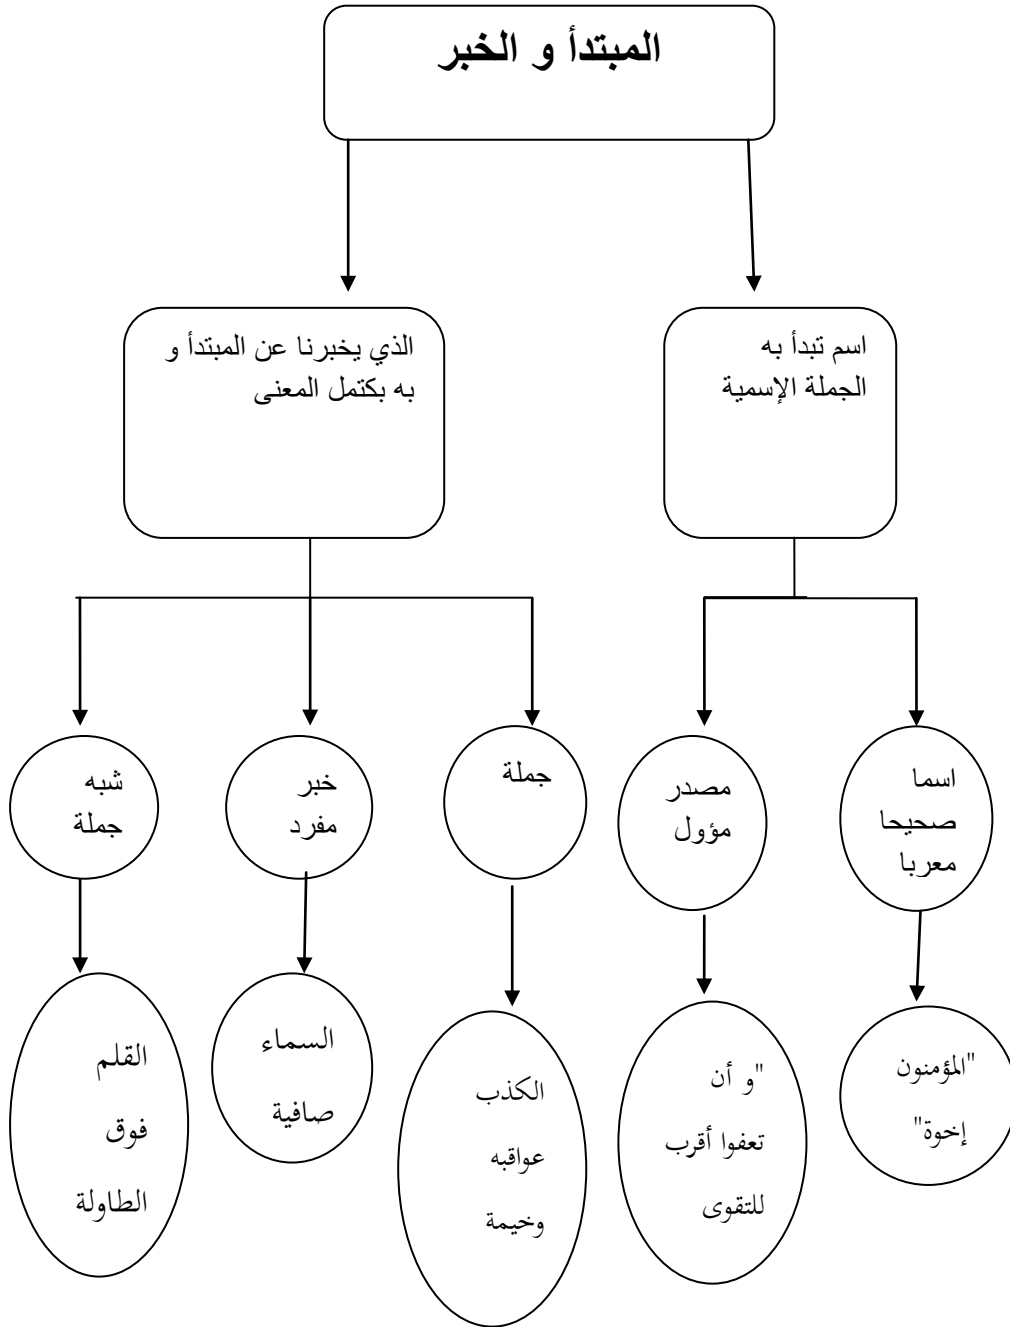 المبتدأ و الخبر
اسم تبدأ به
الجملة الإسمية
الذي يخبرنا عن المبتدأ و
به بكتمل المعنى
اسما
صحيحا
معربا
مصدر
مؤول
جملة
خبر
مفرد
شبه
جملة
"المؤمنون
إخوة"
"و أن
تعفوا أقرب
للتقوى
الكذب
عواقبه
وخيمة
السماء
صافية
القلم
فوق
الطاولة